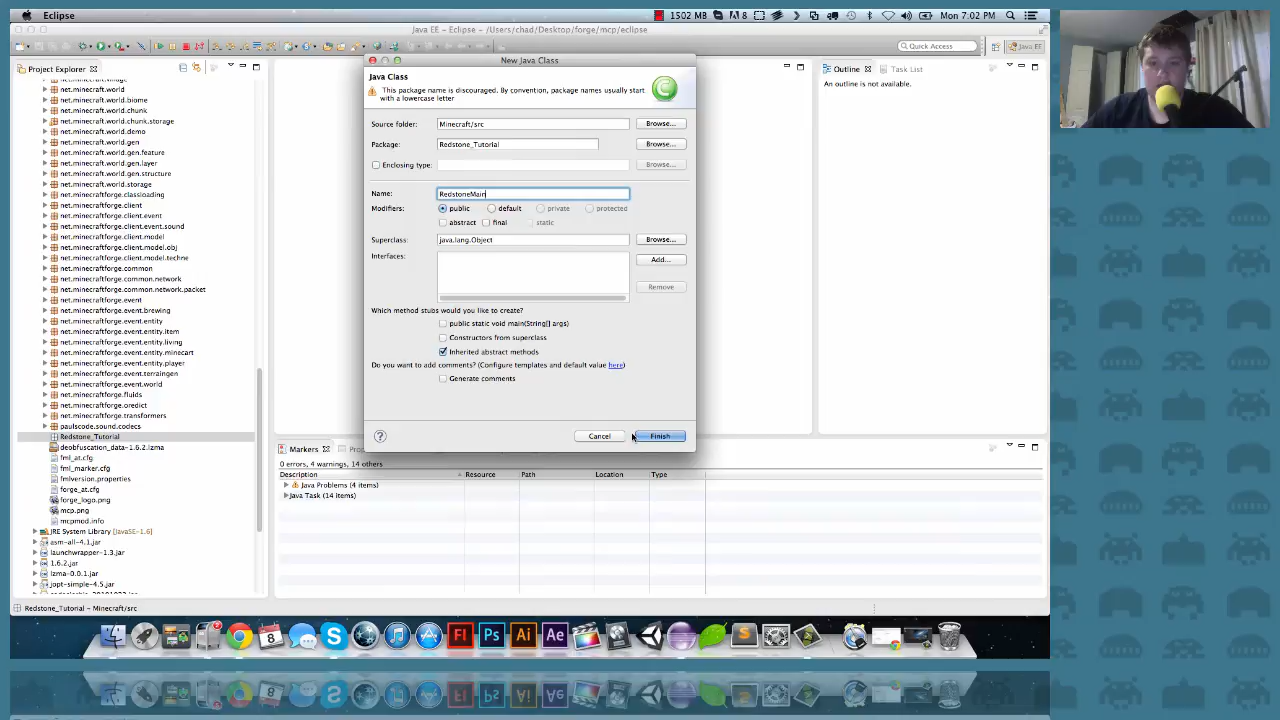 Eclipse
1502 MB
8
Mon 7:02 PM
Java EE - Eclipse - /Users/chad/Desktop/forge/mcp/eclipse
Quick Access
Java EE
Project Explorer
net.minecraft.world
net.minecraft.world.biome
net.minecraft.world.chunk
net.minecraft.world.chunk.storage
net.minecraft.world.demo
net.minecraft.world.gen
net.minecraft.world.gen.layer
net.minecraft.world.gen.structure
net.minecraft.world.storage
net.minecraftforge.classloading
net.minecraftforge.client
net.minecraftforge.client.event
net.minecraftforge.client.event.sound
net.minecraftforge.client.model
net.minecraftforge.client.model.obj
net.minecraftforge.client.model.techne
net.minecraftforge.common
net.minecraftforge.common.network
net.minecraftforge.common.network.packet
net.minecraftforge.event
net.minecraftforge.event.brewing
net.minecraftforge.event.entity
net.minecraftforge.event.entity.item
net.minecraftforge.event.entity.living
net.minecraftforge.event.entity.minecart
net.minecraftforge.event.entity.player
net.minecraftforge.event.terraingen
net.minecraftforge.event.world
net.minecraftforge.fluids
net.minecraftforge.oredict
net.minecraftforge.transformers
paulscode.sound.codecs
Redstone_Tutorial
deobfuscation_data-1.6.2.lzma
fml_at.cfg
fml_marker.cfg
fmlversion.properties
forge_at.cfg
forge_logo.png
mcp.png
mcpmod.info
JRE System Library [JavaSE-1.6]
asm-all-4.1.jar
launchwrapper-1.3.jar
1.6.2.jar
lzma-0.0.1.jar
jopt-simple-4.5.jar
New Java Class
Java Class
This package name is discouraged. By convention, package names usually start
with a lowercase letter
Source folder: Minecraft/src Browse...
Package: Redstone_Tutorial Browse...
Enclosing type: Browse...
Name: RedstoneMain
Modifiers: public default private protected
abstract final static
Superclass: java.lang.Object Browse...
Interfaces: Add...
Remove
Which method stubs would you like to create?
public static void main(String[] args)
Constructors from superclass
Inherited abstract methods
Do you want to add comments? (Configure templates and default value here)
Generate comments
Cancel Finish
Outline Task List
An outline is not available.
Markers
0 errors, 4 warnings, 14 others
Description Resource Path Location Type
Java Problems (4 items)
Java Task (14 items)
Redstone_Tutorial - Minecraft/src
8 Fl Ps Ai Ae